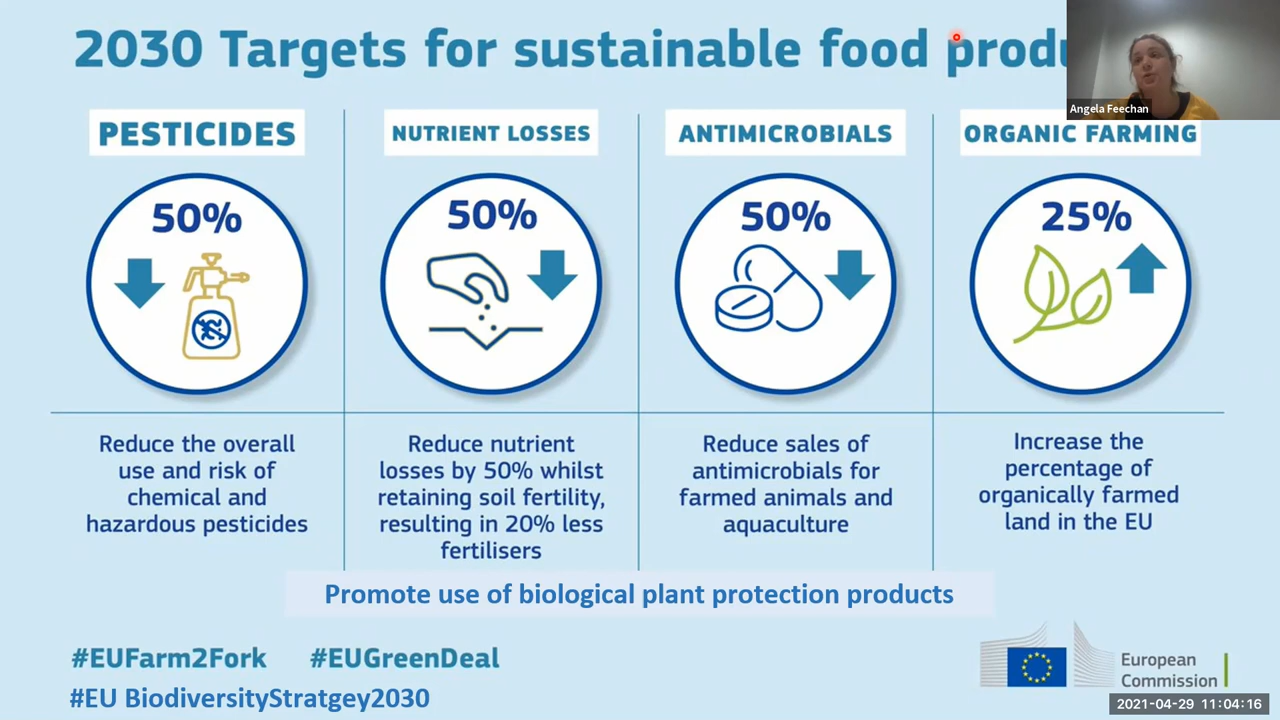 2030 Targets for sustainable food produ
Angela Feechan
PESTICIDES
50%
Reduce the overall
use and risk of
chemical and
hazardous pesticides
NUTRIENT LOSSES
50%
Reduce nutrient
losses by 50% whilst
retaining soil fertility,
resulting in 20% less
fertilisers
ANTIMICROBIALS
50%
Reduce sales of
antimicrobials for
farmed animals and
aquaculture
ORGANIC FARMING
25%
Increase the
percentage of
organically farmed
land in the EU
Promote use of biological plant protection products
#EUFarm2Fork #EUGreenDeal
#EU BiodiversityStratgey2030
European
Commission
2021-04-29 11:04:16